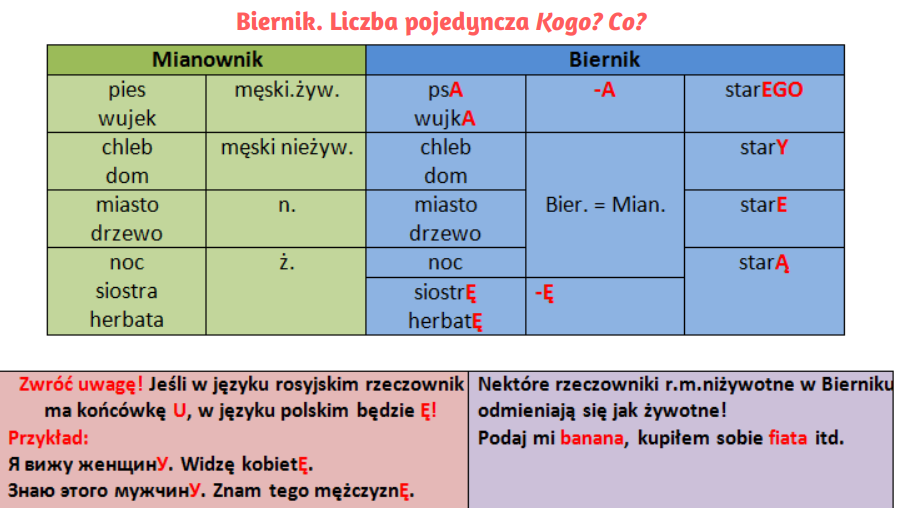 Biernik. Liczba pojedyncza Kogo? Co?
Mianownik Biernik
pies męski.żyw. psA -A starEGO
wujek wujkA
chleb męski nieżyw. chleb starY
dom dom
miasto n. miasto Bier. = Mian. starE
drzewo drzewo
noc ż. noc starĄ
siostra siostrĘ -Ę
herbata herbatĘ
Zwróć uwagę! Jeśli w języku rosyjskim rzeczownik
ma końcówkę U, w języku polskim będzie Ę!
Przykład:
Я вижу женщинУ. Widzę kobietĘ.
Знаю этого мужчинУ. Znam tego mężczyznĘ.
Nektóre rzeczowniki r.m.niżywotne w Bierniku
odmieniają się jak żywotne!
Podaj mi banana, kupiłem sobie fiata itd.